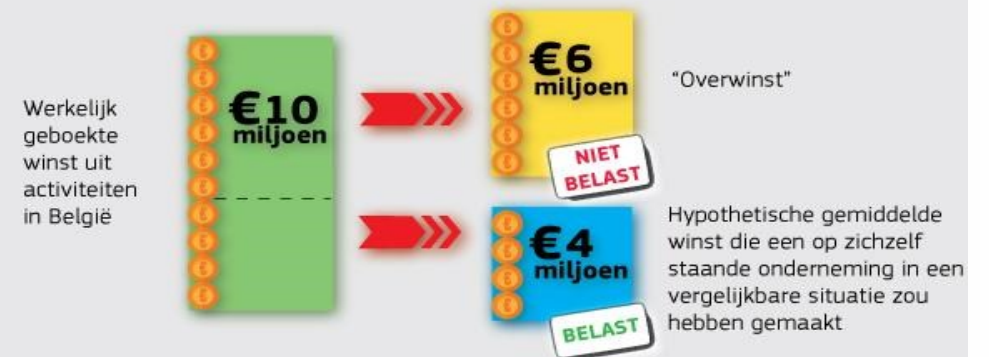 Werkelijk
geboekte
winst uit
activiteiten
in België
€10
miljoen
€6
miljoen
NIET
BELAST
"Overwinst"
€4
miljoen
BELAST
Hypothetische gemiddelde
winst die een op zichzelf
staande onderneming in een
vergelijkbare situatie zou
hebben gemaakt